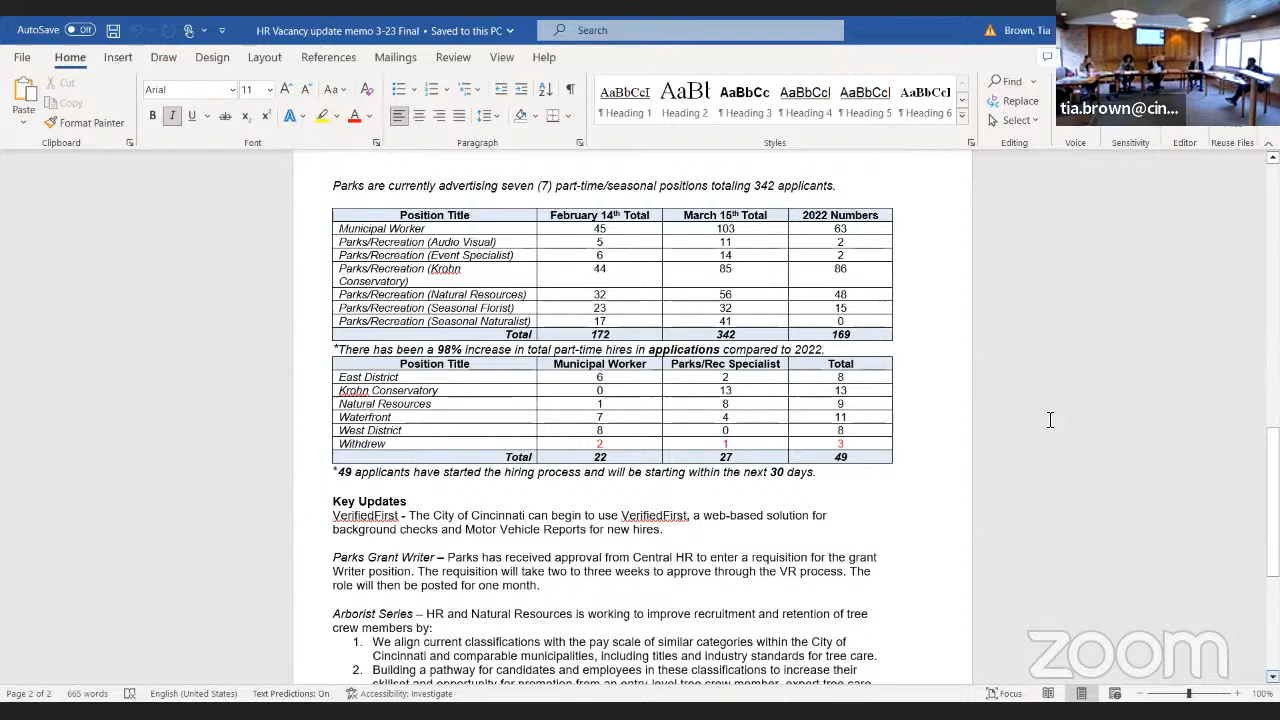 AutoSave Off HR Vacancy update memo 3-23 Final • Saved to this PC Search Brown, Tia
File Home Insert Draw Design Layout References Mailings Review View Help
Paste Cut Copy Format Painter Arial 11 AaBbCcI AaBt AaBbCc AaBbCcI AaBbCcI AaBbCcI Find Replace Select
Heading 1 Heading 2 Heading 3 Heading 4 Heading 5 Heading 6
Clipboard Font Paragraph Styles Editing Voice Sensitivity Editor Reuse Files
tia.brown@cin...
Parks are currently advertising seven (7) part-time/seasonal positions totaling 342 applicants.
Position Title February 14th Total March 15th Total 2022 Numbers
Municipal Worker 45 103 63
Parks/Recreation (Audio Visual) 5 11 2
Parks/Recreation (Event Specialist) 6 14 2
Parks/Recreation (Krohn 44 85 86
Conservatory)
Parks/Recreation (Natural Resources) 32 56 48
Parks/Recreation (Seasonal Florist) 23 32 15
Parks/Recreation (Seasonal Naturalist) 17 41 0
Total 172 342 169
*There has been a 98% increase in total part-time hires in applications compared to 2022.
Position Title Municipal Worker Parks/Rec Specialist Total
East District 6 2 8
Krohn Conservatory 0 13 13
Natural Resources 1 8 9
Waterfront 7 4 11
West District 8 0 8
Withdrew 2 1 3
Total 22 27 49
*49 applicants have started the hiring process and will be starting within the next 30 days.
Key Updates
VerifiedFirst - The City of Cincinnati can begin to use VerifiedFirst, a web-based solution for
background checks and Motor Vehicle Reports for new hires.
Parks Grant Writer – Parks has received approval from Central HR to enter a requisition for the grant
Writer position. The requisition will take two to three weeks to approve through the VR process. The
role will then be posted for one month.
Arborist Series – HR and Natural Resources is working to improve recruitment and retention of tree
crew members by:
1. We align current classifications with the pay scale of similar categories within the City of
Cincinnati and comparable municipalities, including titles and industry standards for tree care.
2. Building a pathway for candidates and employees in these classifications to increase their
skillset and opportunity for promotion from an entry level tree crew member, expert tree care
zoom
Page 2 of 2 665 words English (United States) Text Predictions: On Accessibility: Investigate Focus 100%